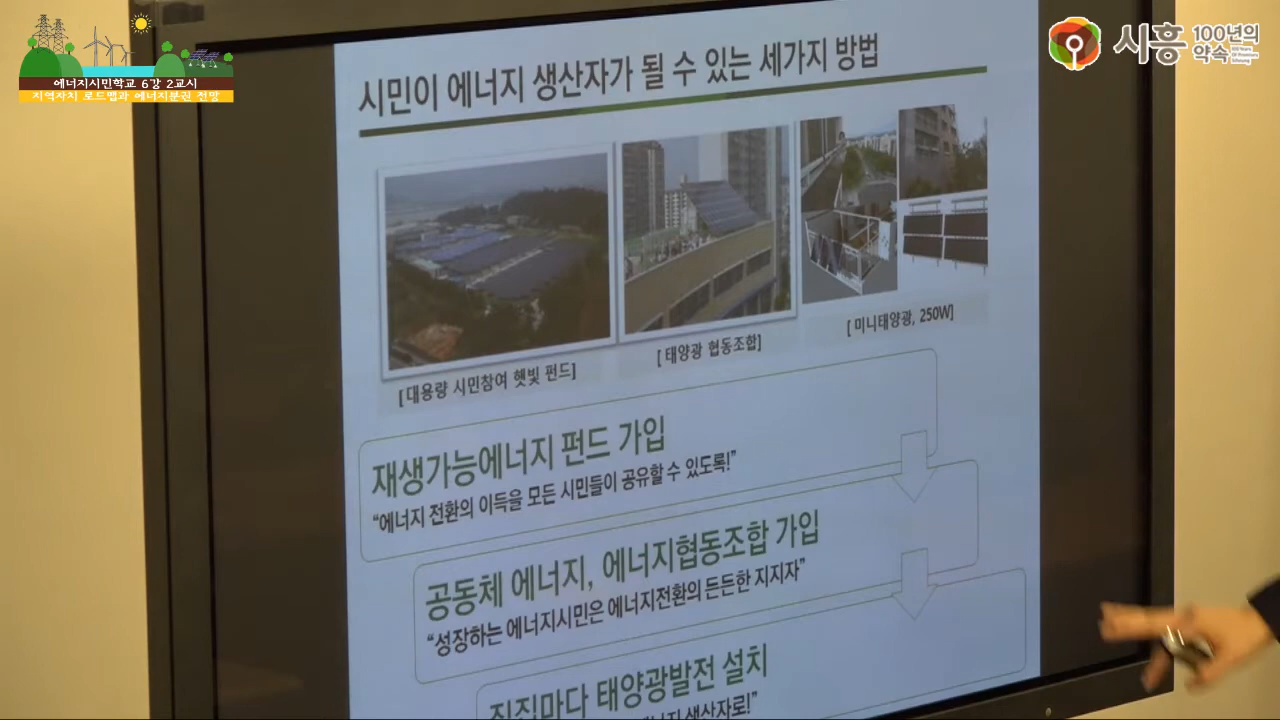 에너지시민학교 6강 2교시
지역자치 로드맵과 에너지분권 전망
시흥 100년의 약속
시민이 에너지 생산자가 될 수 있는 세가지 방법
[대용량 시민참여 햇빛 펀드]
[태양광 협동조합]
[미니태양광, 250W]
재생가능에너지 펀드 가입
“에너지 전환의 이득을 모든 시민들이 공유할 수 있도록!”
공동체 에너지, 에너지협동조합 가입
“성장하는 에너지시민은 에너지전환의 든든한 지지자”
집집마다 태양광발전 설치
생산자로!”